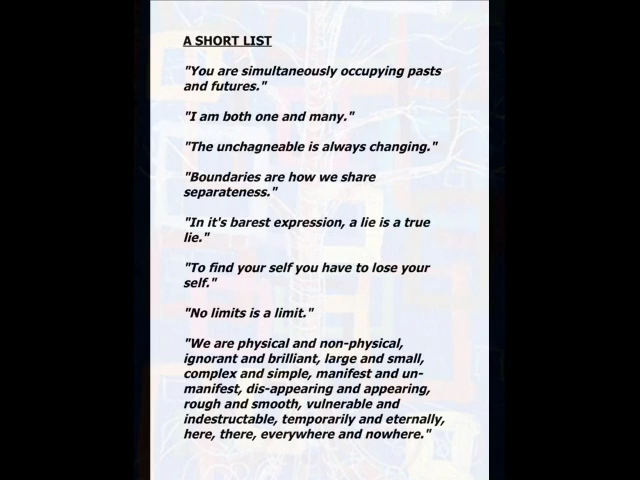 A SHORT LIST
"You are simultaneously occupying pasts
and futures."
"I am both one and many."
"The unchagneable is always changing."
"Boundaries are how we share
separateness."
"In it's barest expression, a lie is a true
lie."
"To find your self you have to lose your
self."
"No limits is a limit."
"We are physical and non-physical,
ignorant and brilliant, large and small,
complex and simple, manifest and un-
manifest, dis-appearing and appearing,
rough and smooth, vulnerable and
indestructable, temporarily and eternally,
here, there, everywhere and nowhere."